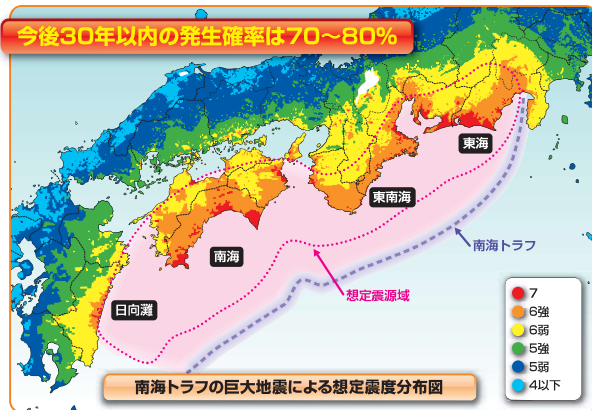 今後30年以内の発生確率は70～80%
東海
東南海
南海
日向灘
南海トラフ
想定震源域
7
6強
6弱
5強
5弱
4以下
南海トラフの巨大地震による想定震度分布図